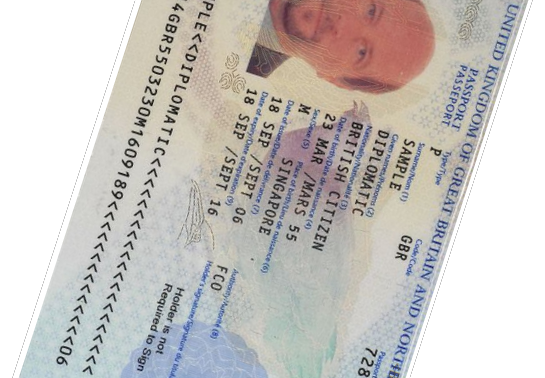 UNITED KINGDOM OF GREAT BRITAIN AND NORTHE
PASSPORT
PASSPORT
Type/Type
P
Code/Code
GBR
Passpo
728
Surname/Nom (1)
SAMPLE
Given names/Prénoms (2)
DIPLOMATIC
Nationality/Nationalité (3)
BRITISH CITIZEN
Date of birth/Date de naissance (4)
23 MAR /MARS 55
Sex/Sexe (5)
Place of birth/Lieu de naissance (6)
M
SINGAPORE
Date of issue/Date de délivrance (7)
18 SEP /SEPT 06
Authority/Autorité (8)
FCO
Date of expiry/Date d'expiration (9)
18 SEP /SEPT 16
Holder's signature/Signature du titula
Holder is not
Required to Sign
PLE<<DIPLOMATIC<<<<<<<<<<<<<<<<<
4GBR5503230M1609189<<<<<<<<<<<<<<06